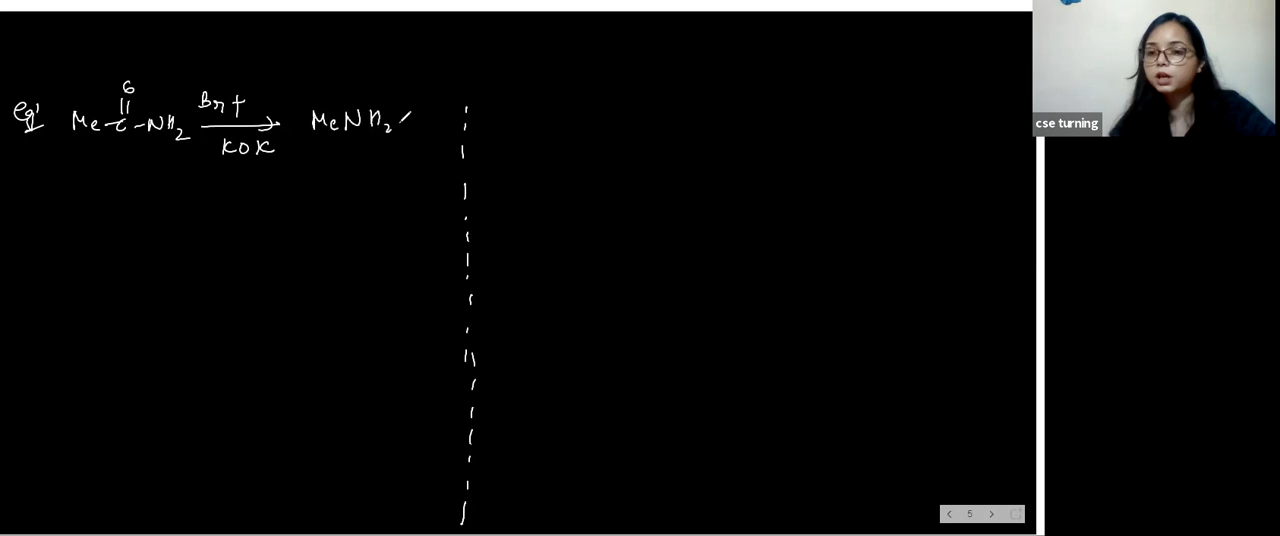 O
||
eg' Me-C-NH2 Br2+ → MeNH2
KOH
cse turning
< 5 >